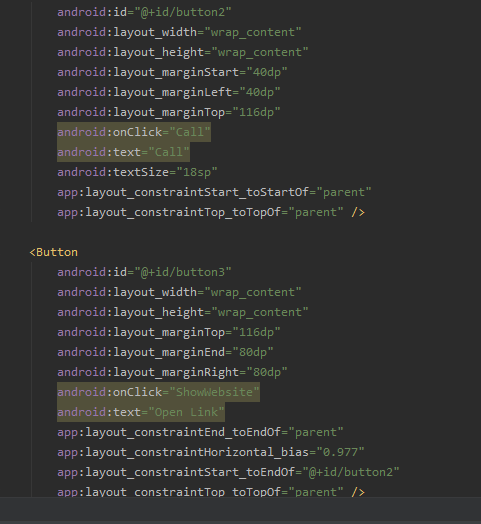 android:id="@+id/button2"
android:layout_width="wrap_content"
android:layout_height="wrap_content"
android:layout_marginStart="40dp"
android:layout_marginLeft="40dp"
android:layout_marginTop="116dp"
android:onClick="Call"
android:text="Call"
android:textSize="18sp"
app:layout_constraintStart_toStartOf="parent"
app:layout_constraintTop_toTopOf="parent" />
<Button
android:id="@+id/button3"
android:layout_width="wrap_content"
android:layout_height="wrap_content"
android:layout_marginTop="116dp"
android:layout_marginEnd="80dp"
android:layout_marginRight="80dp"
android:onClick="ShowWebsite"
android:text="Open Link"
app:layout_constraintEnd_toEndOf="parent"
app:layout_constraintHorizontal_bias="0.977"
app:layout_constraintStart_toEndOf="@+id/button2"
app:layout_constraintTop_toTopOf="parent" />